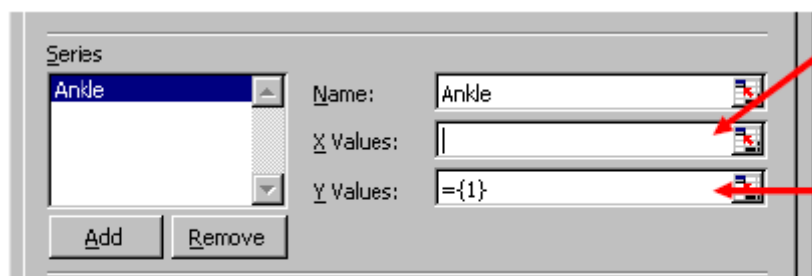 Series
Ankle
Name: Ankle
X Values:
Y Values: ={1}
Add Remove